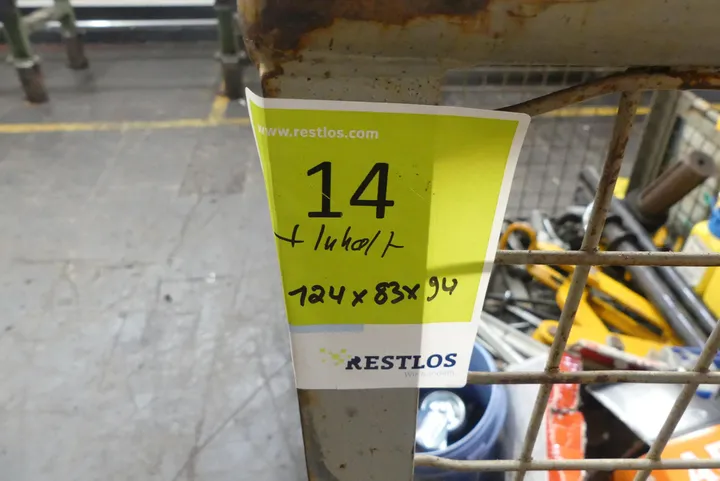 www.restlos.com
14
+ Inhalt
124 x 83 x 94
RESTLOS